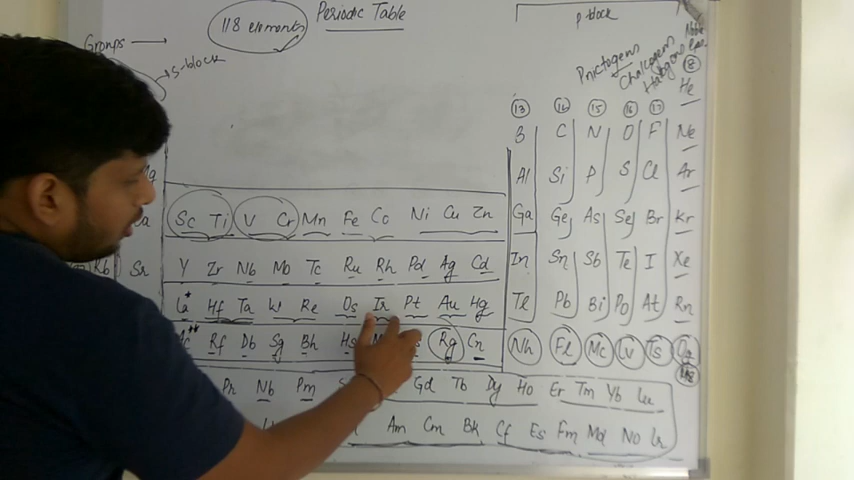 118 elements Periodic Table p block
Groups →
s-block
Pnictogens Chalcogens Halogens Noble
18
He
13 14 15 16 17
B C N O F Ne
Al Si P S Cl Ar
Sc Ti V Cr Mn Fe Co Ni Cu Zn Ga Ge As Se Br Kr
Rb Sr Y Zr Nb Mo Tc Ru Rh Pd Ag Cd In Sn Sb Te I Xe
La* Hf Ta W Re Os Ir Pt Au Hg Tl Pb Bi Po At Rn
Ac** Rf Db Sg Bh Hs Rg Cn Nh Fl Mc Lv Ts Og
Nb Pm Gd Tb Dy Ho Er Tm Yb Lu
Am Cm Bk Cf Es Fm Md No Lr